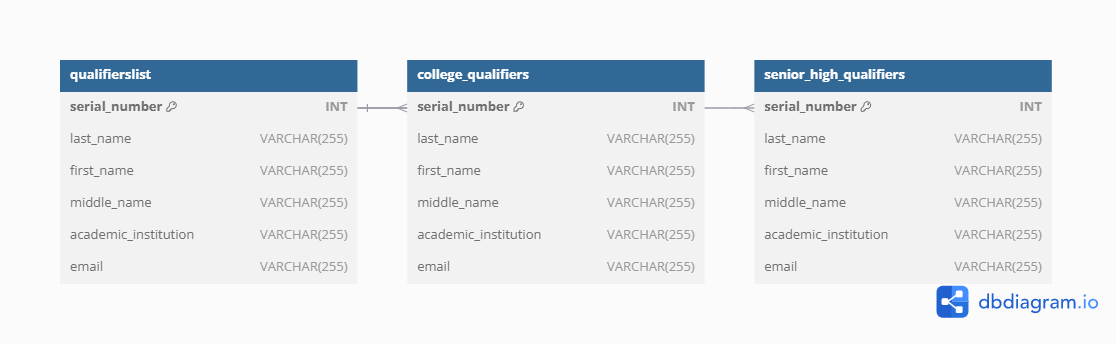 qualifierslist
serial_number INT
last_name VARCHAR(255)
first_name VARCHAR(255)
middle_name VARCHAR(255)
academic_institution VARCHAR(255)
email VARCHAR(255)
college_qualifiers
serial_number INT
last_name VARCHAR(255)
first_name VARCHAR(255)
middle_name VARCHAR(255)
academic_institution VARCHAR(255)
email VARCHAR(255)
senior_high_qualifiers
serial_number INT
last_name VARCHAR(255)
first_name VARCHAR(255)
middle_name VARCHAR(255)
academic_institution VARCHAR(255)
email VARCHAR(255)
dbdiagram.io